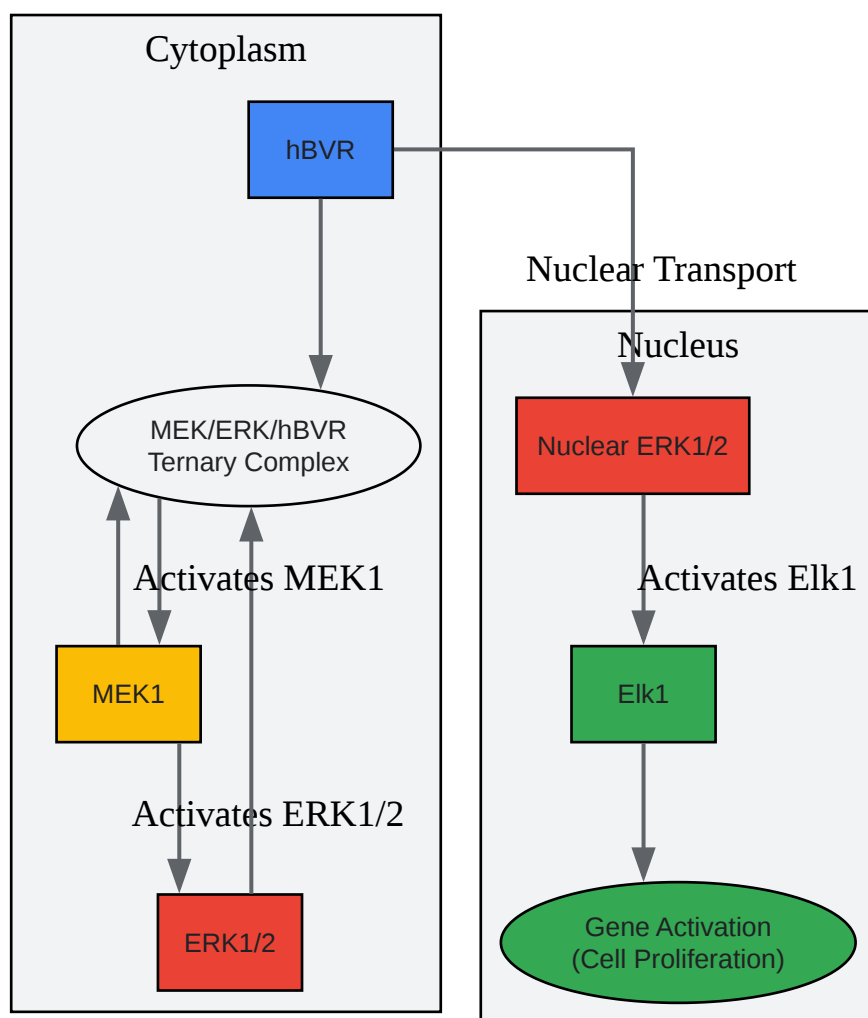 Cytoplasm
hBVR
Nuclear Transport
Nucleus
MEK/ERK/hBVR
Ternary Complex
Nuclear ERK1/2
Activates MEK1
Activates Elk1
MEK1
Elk1
Activates ERK1/2
ERK1/2
Gene Activation
(Cell Proliferation)